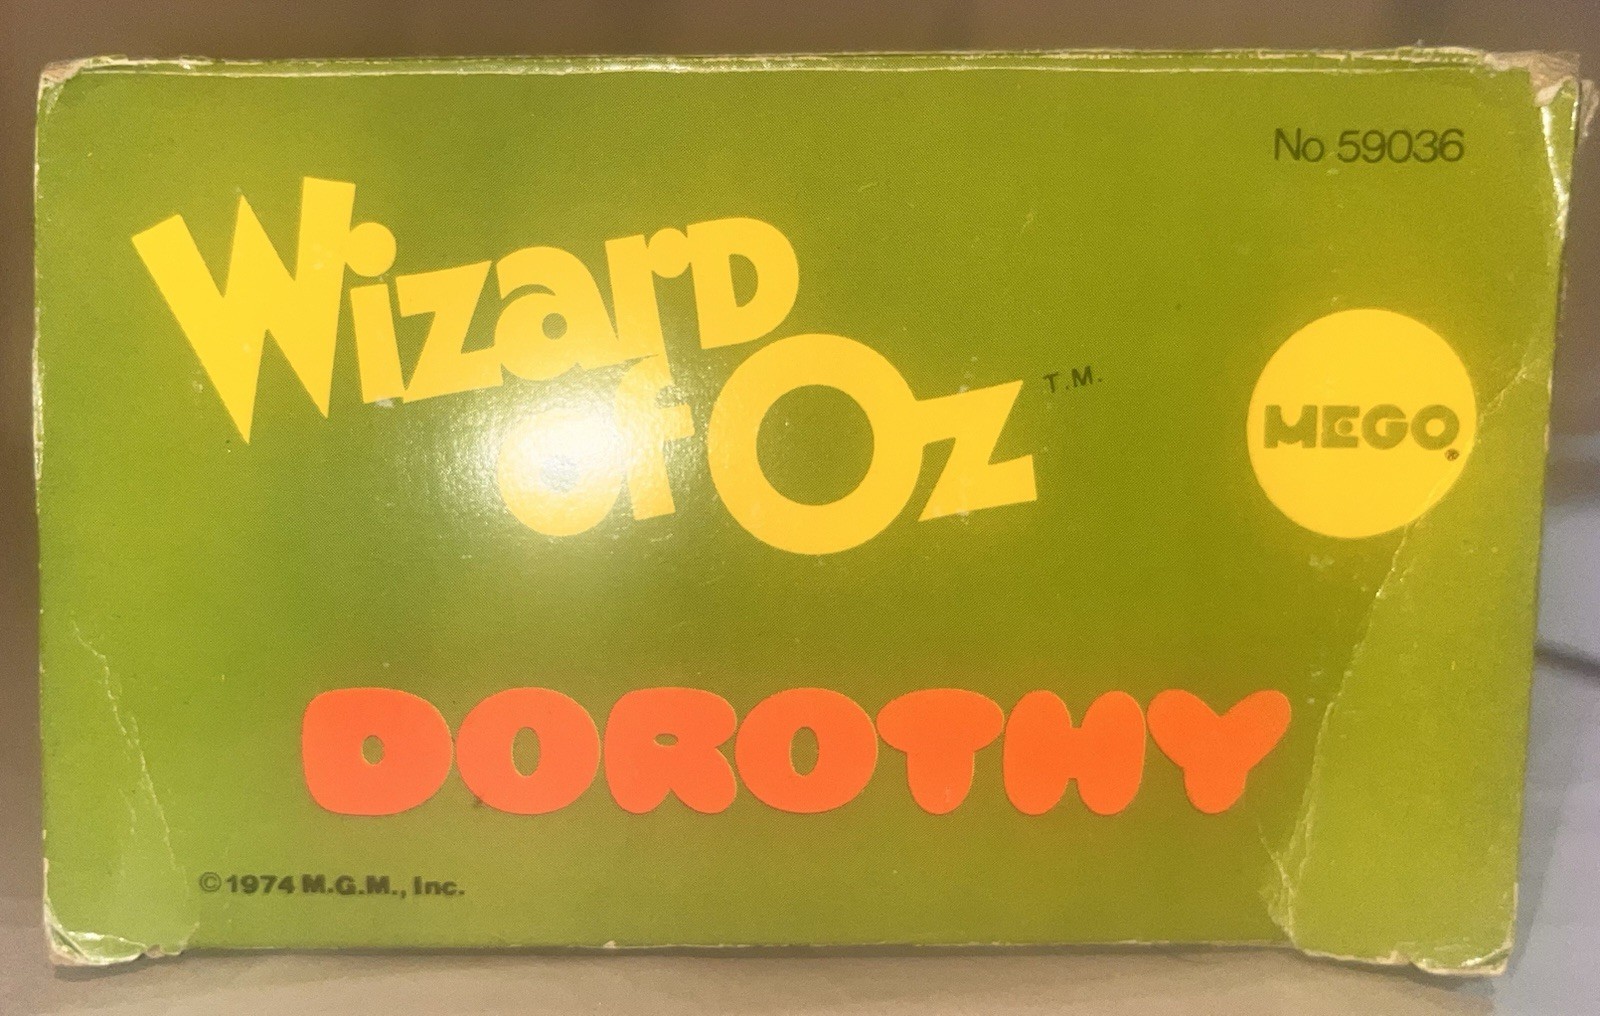 No 59036
Wizard
of Oz T.M.
MEGO®
DOROTHY
©1974 M.G.M., Inc.